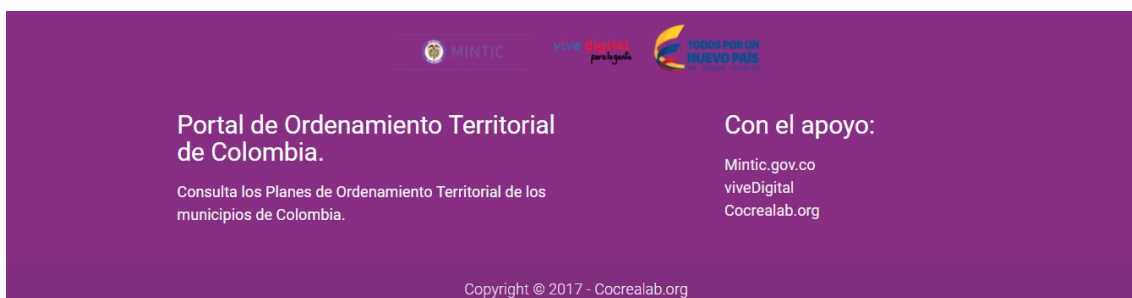 MINTIC
vive digital
para la gente
TODOS POR UN
NUEVO PAÍS
Portal de Ordenamiento Territorial
de Colombia.
Consulta los Planes de Ordenamiento Territorial de los
municipios de Colombia.
Con el apoyo:
Mintic.gov.co
viveDigital
Cocrealab.org
Copyright © 2017 - Cocrealab.org